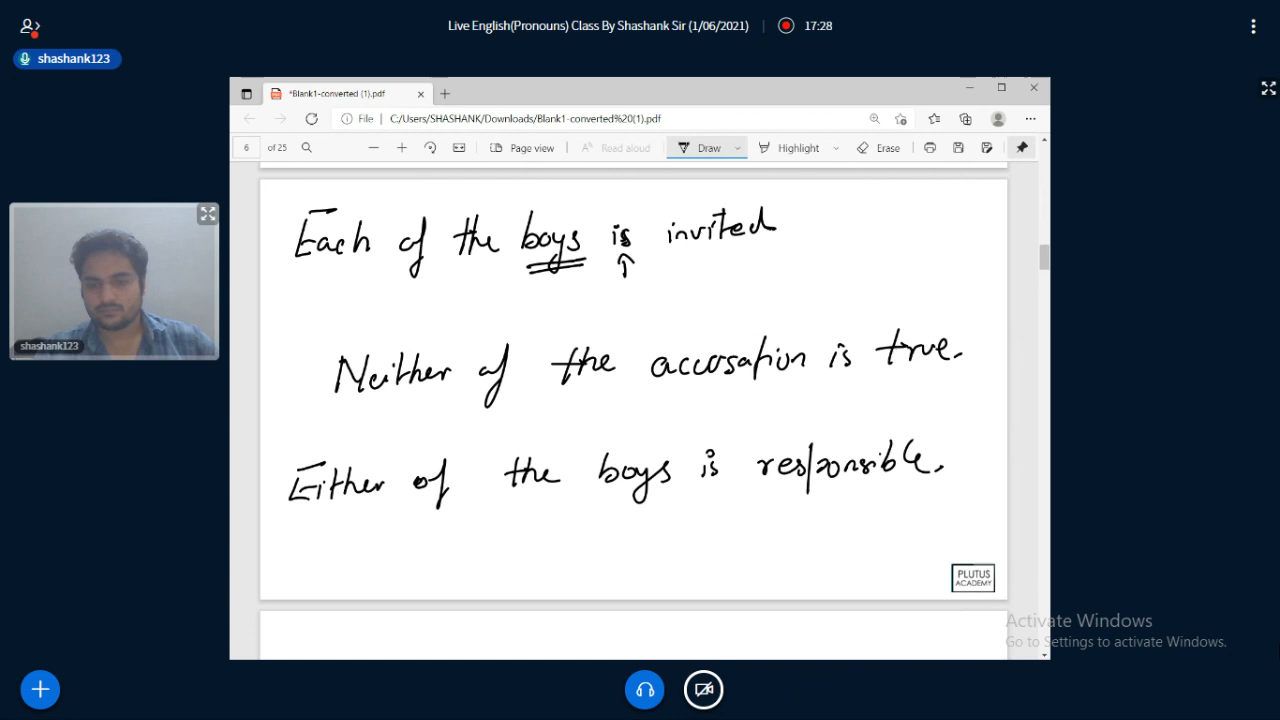 Live English(Pronouns) Class By Shashank Sir (1/06/2021)
17:28
shashank123
*Blank1-converted (1).pdf
File
C:/Users/SHASHANK/Downloads/Blank1-converted%20(1).pdf
6 of 25
Page view
Read aloud
Draw
Highlight
Erase
Each of the boys is invited
shashank123
Neither of the accusation is true.
Either of the boys is responsible.
PLUTUS
ACADEMY
Activate Windows
Go to Settings to activate Windows.